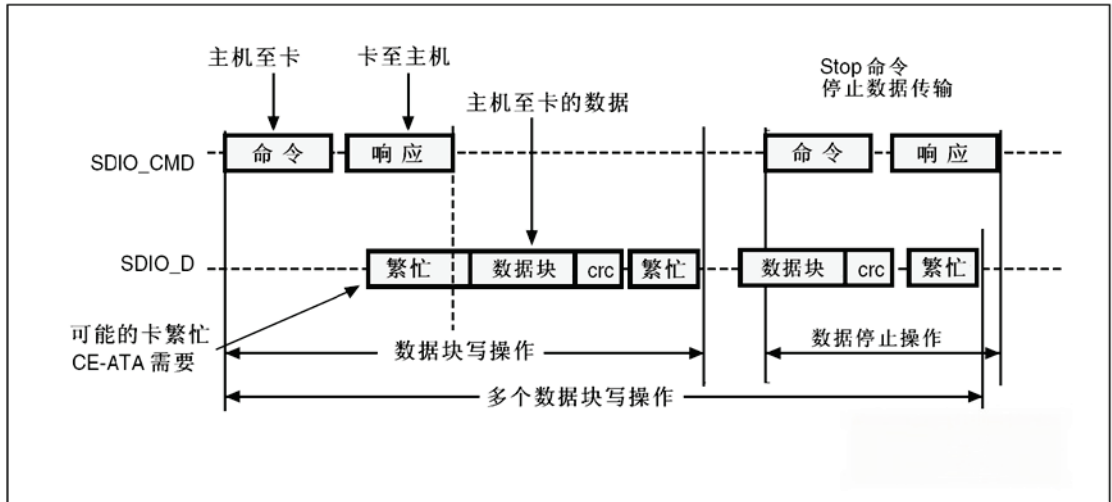 主机至卡
卡至主机
Stop 命令
停止数据传输
主机至卡的数据
SDIO_CMD
命令
响应
命令
响应
SDIO_D
繁忙
数据块
crc
繁忙
数据块
crc
繁忙
可能的卡繁忙
CE-ATA 需要
数据块写操作
数据停止操作
多个数据块写操作